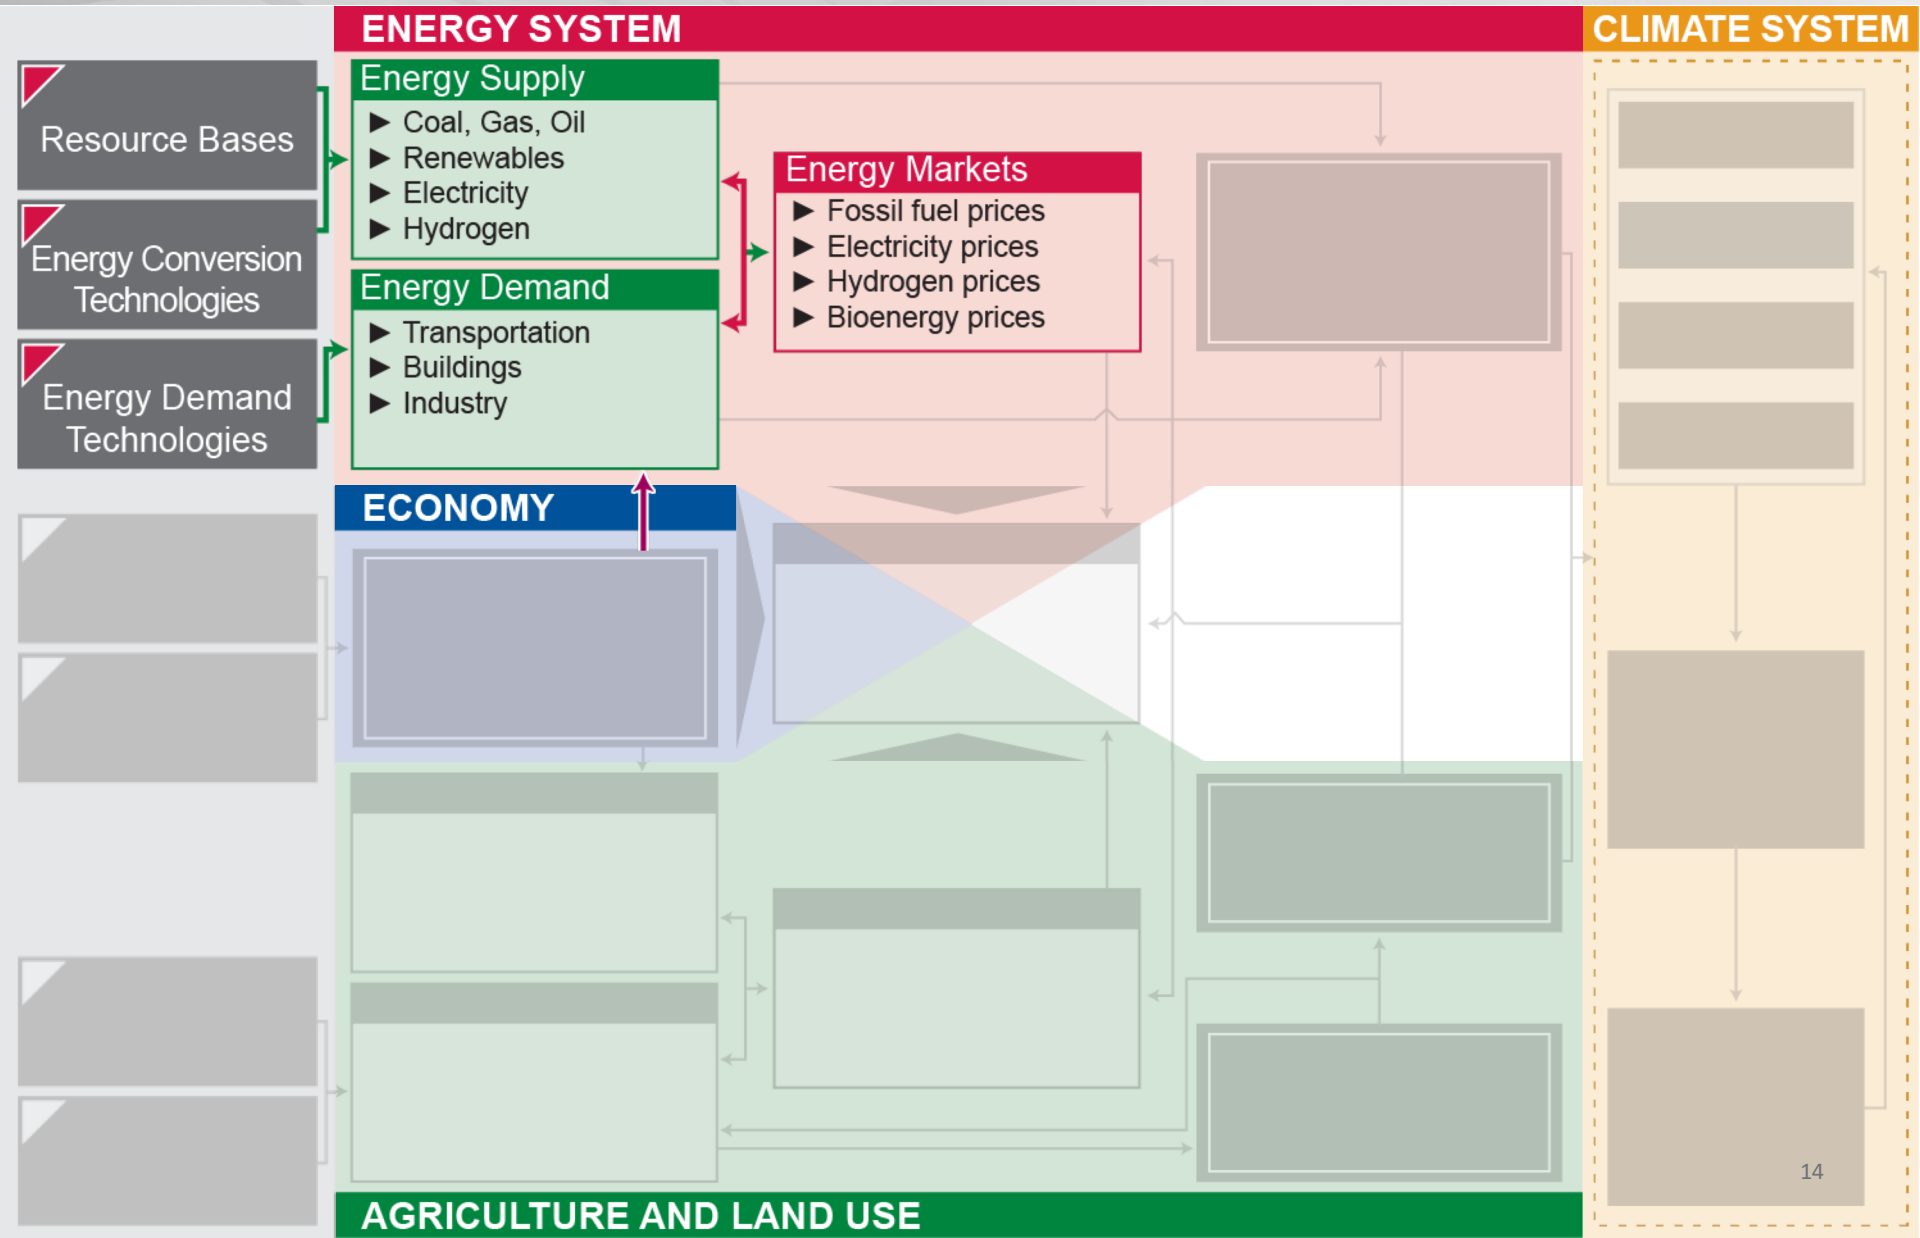 ENERGY SYSTEM
CLIMATE SYSTEM
Resource Bases
Energy Conversion
Technologies
Energy Demand
Technologies
Energy Supply
► Coal, Gas, Oil
► Renewables
► Electricity
► Hydrogen
Energy Demand
► Transportation
► Buildings
► Industry
Energy Markets
► Fossil fuel prices
► Electricity prices
► Hydrogen prices
► Bioenergy prices
ECONOMY
14
AGRICULTURE AND LAND USE